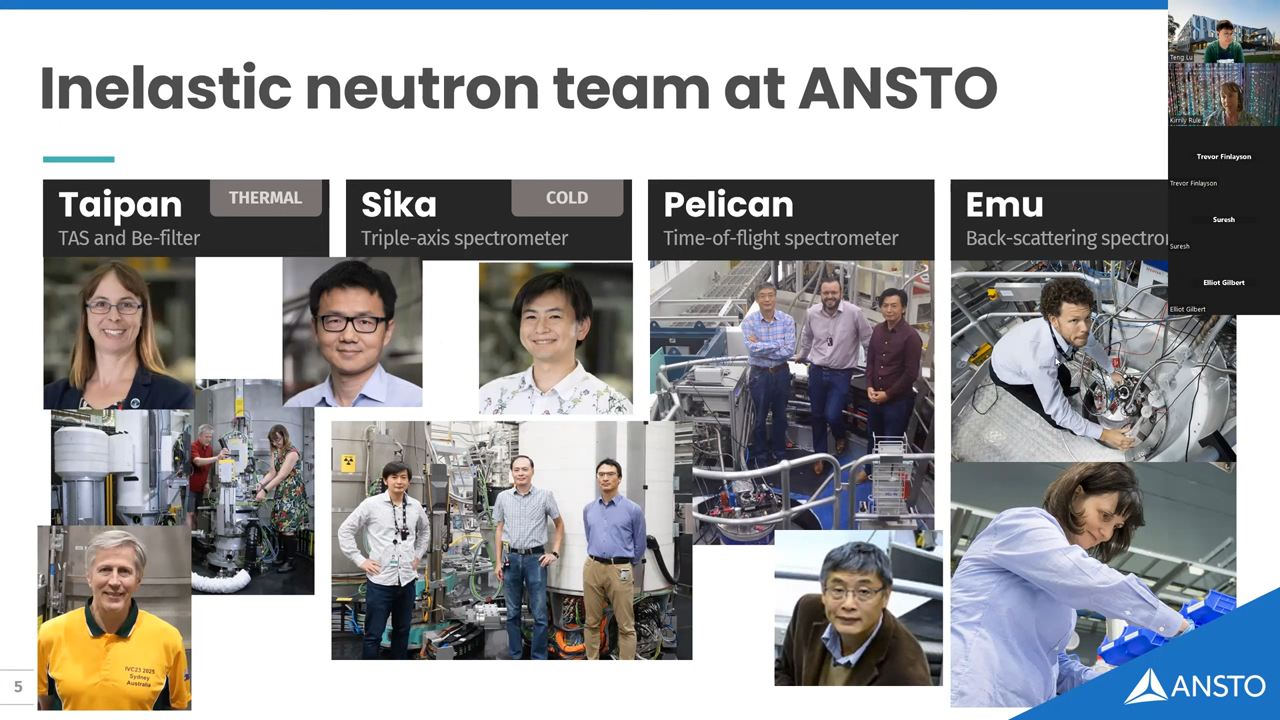 Inelastic neutron team at ANSTO
Taipan
THERMAL
TAS and Be-filter
Sika
COLD
Triple-axis spectrometer
Pelican
Time-of-flight spectrometer
Emu
Back-scattering spectro
IVC23 2025
Sydney
Australia
5
ANSTO
Teng Lu
Kirrily Rule
Trevor Finlayson
Trevor Finlayson
Suresh
Suresh
Elliot Gilbert
Elliot Gilbert